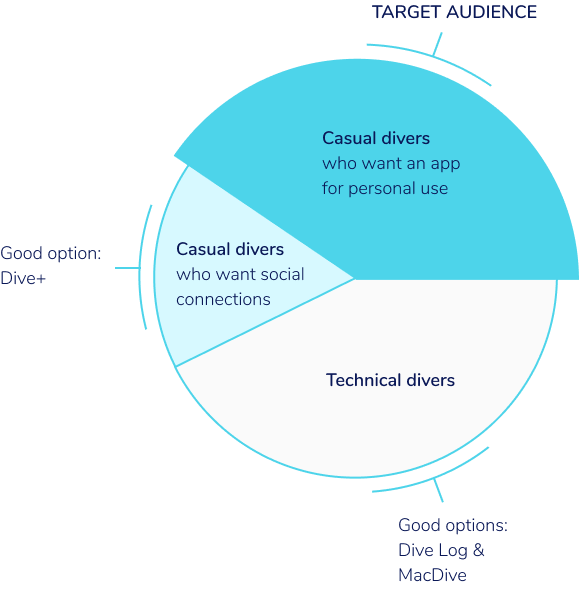 TARGET AUDIENCE
Casual divers
who want an app
for personal use
Good option:
Dive+
Casual divers
who want social
connections
Technical divers
Good options:
Dive Log &
MacDive